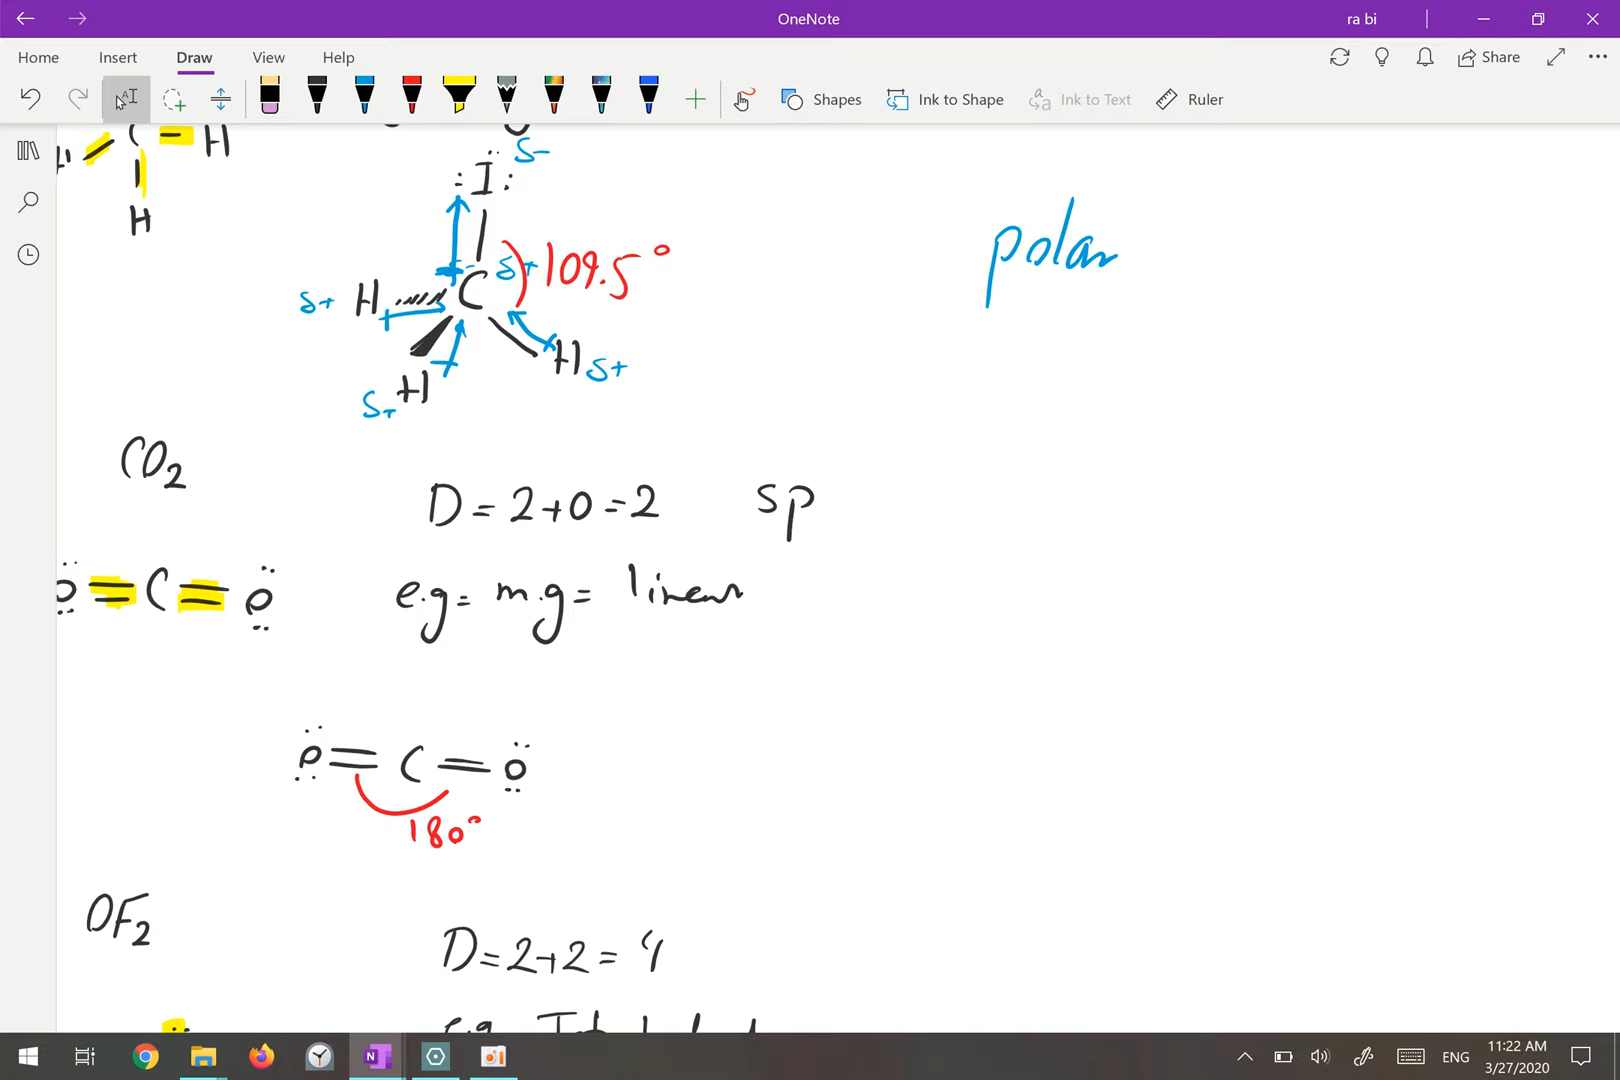 OneNote
ra bi
Home Insert Draw View Help
Share
Shapes
Ink to Shape
Ink to Text
Ruler
C H
H
δ-
:I:
δ+ 109.5°
polar
δ+ H C
H δ+
δ+ H
CO2
D = 2+0 = 2 sp
O = C = O
e.g = m.g = linear
O = C = O
180°
OF2
D = 2+2 = 4
e.g
ENG
11:22 AM
3/27/2020